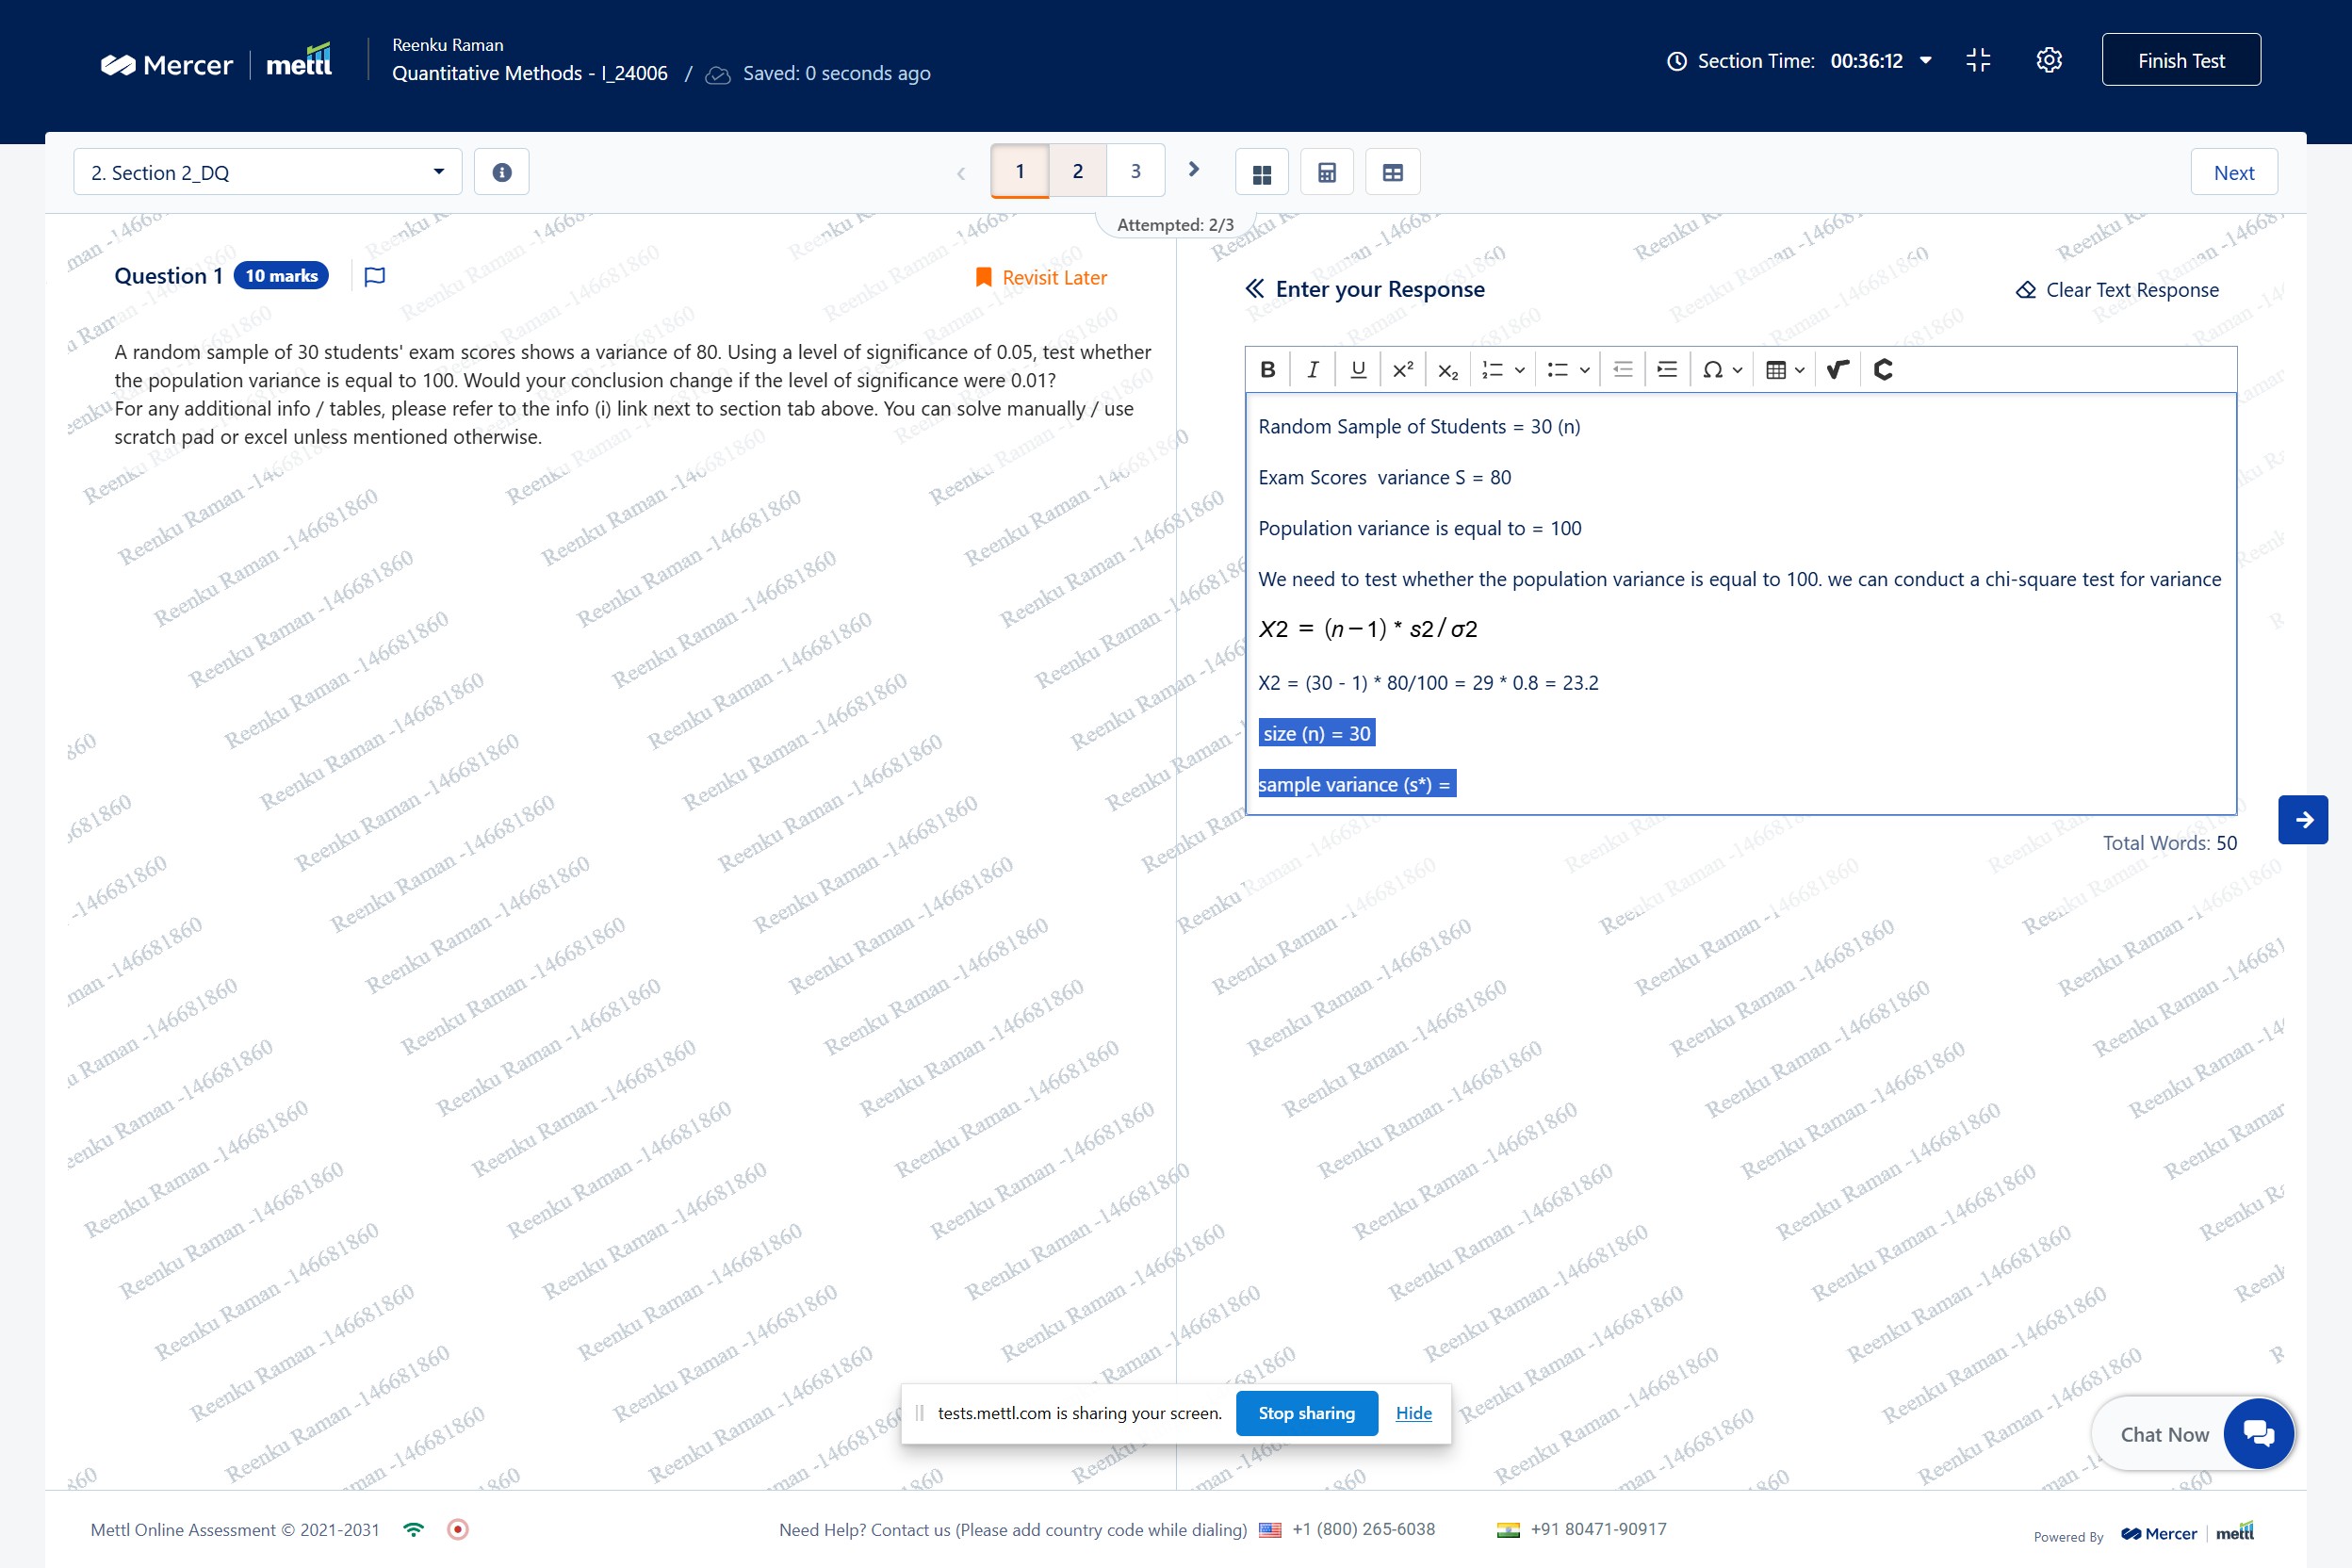 Mercer | mettl
Reenku Raman
Quantitative Methods - I_24006 / Saved: 0 seconds ago
Section Time: 00:36:12
Finish Test
2. Section 2_DQ
1 2 3
Next
Attempted: 2/3
Question 1 10 marks
Revisit Later
A random sample of 30 students' exam scores shows a variance of 80. Using a level of significance of 0.05, test whether
the population variance is equal to 100. Would your conclusion change if the level of significance were 0.01?
For any additional info / tables, please refer to the info (i) link next to section tab above. You can solve manually / use
scratch pad or excel unless mentioned otherwise.
Enter your Response
Clear Text Response
B I U x² x₂ Ω
Random Sample of Students = 30 (n)
Exam Scores  variance S = 80
Population variance is equal to = 100
We need to test whether the population variance is equal to 100. we can conduct a chi-square test for variance
X2 = (n−1) * s2/σ2
X2 = (30 - 1) * 80/100 = 29 * 0.8 = 23.2
size (n) = 30
sample variance (s*) =
Total Words: 50
Reenku Raman -146681860
tests.mettl.com is sharing your screen. Stop sharing Hide
Chat Now
Mettl Online Assessment © 2021-2031
Need Help? Contact us (Please add country code while dialing) +1 (800) 265-6038 +91 80471-90917
Powered By Mercer | mettl